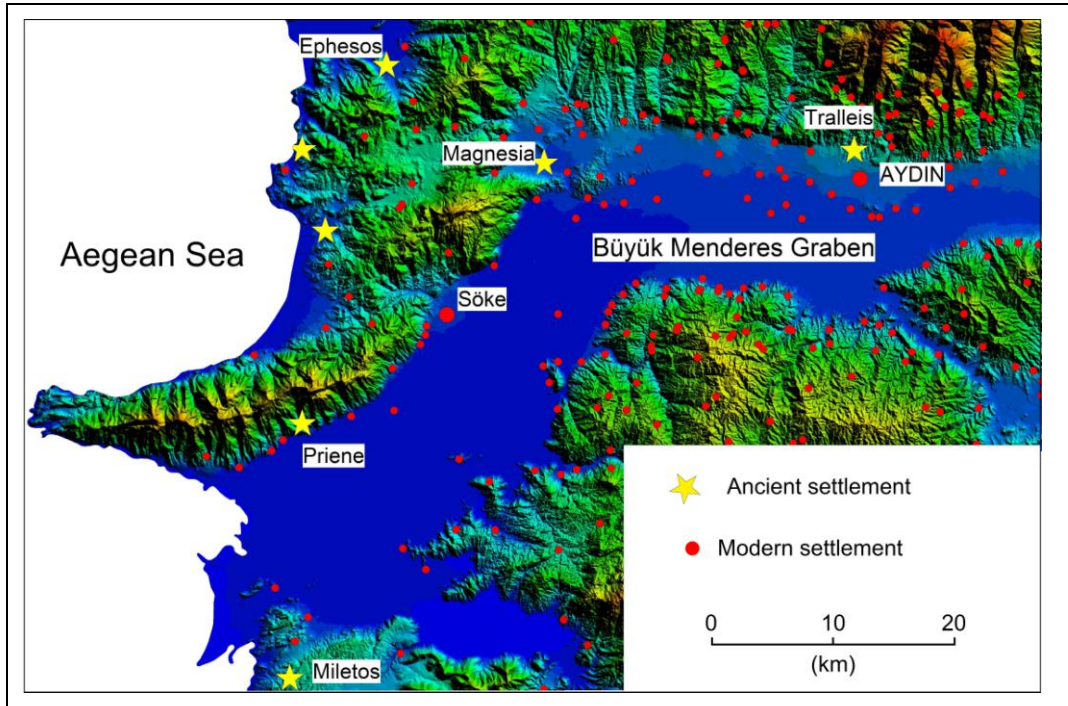 Ephesos
Tralleis
Magnesia
AYDIN
Aegean Sea
Büyük Menderes Graben
Söke
Priene
Ancient settlement
Modern settlement
0 10 20
(km)
Miletos